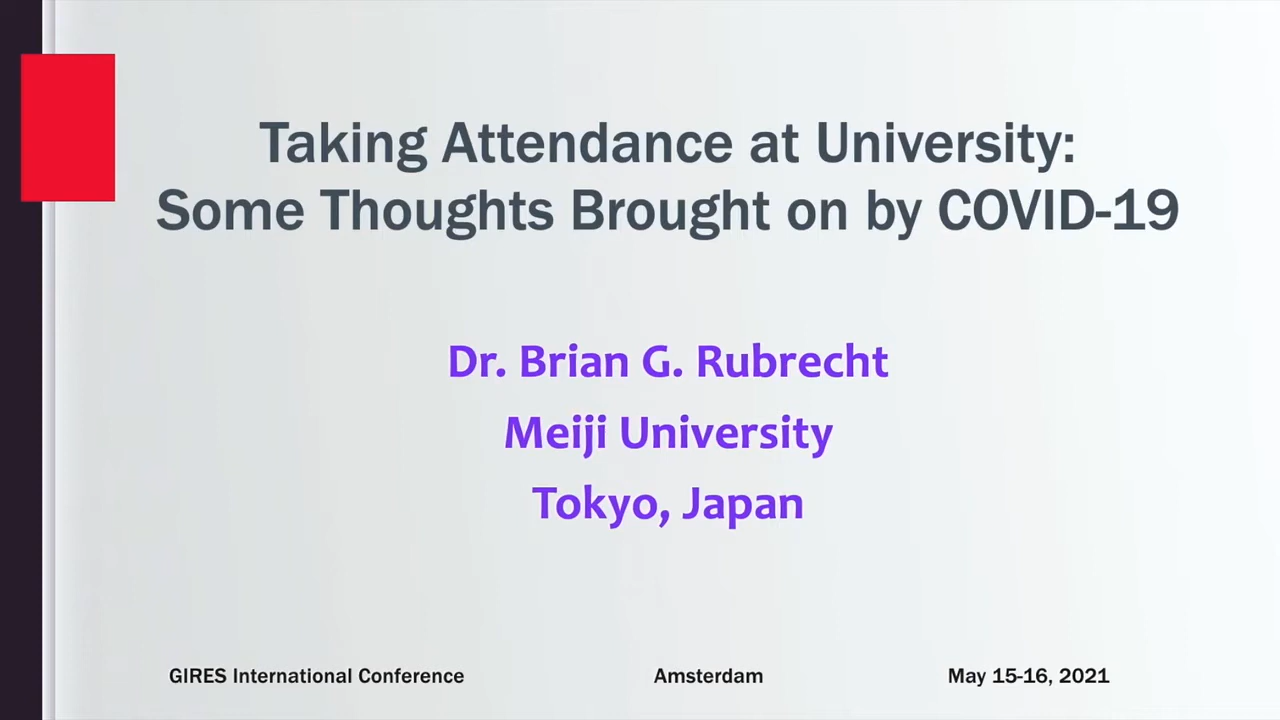 Taking Attendance at University:
Some Thoughts Brought on by COVID-19
Dr. Brian G. Rubrecht
Meiji University
Tokyo, Japan
GIRES International Conference Amsterdam May 15-16, 2021